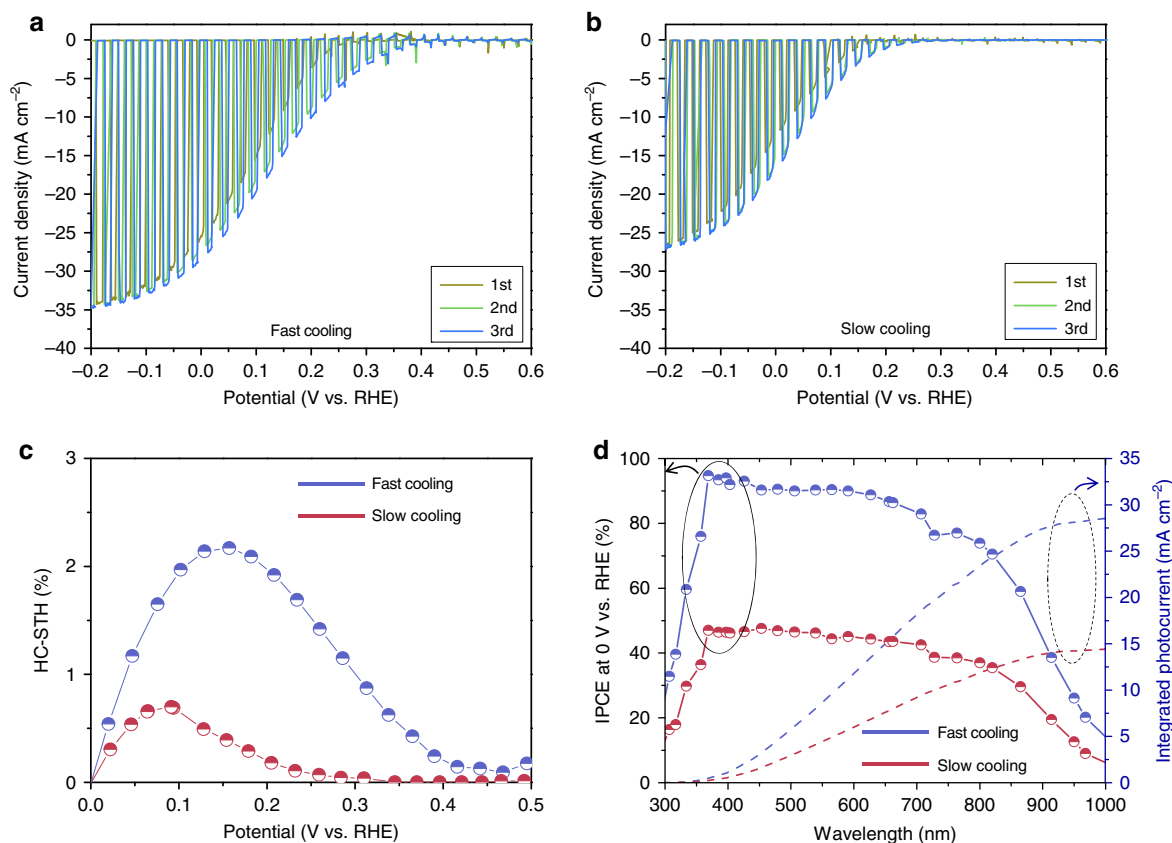 a
0
−5
−10
−15
−20
−25
−30
−35
−40
Current density (mA cm−2)
1st
2nd
3rd
Fast cooling
−0.2 −0.1 0.0 0.1 0.2 0.3 0.4 0.5 0.6
Potential (V vs. RHE)
b
0
−5
−10
−15
−20
−25
−30
−35
−40
Current density (mA cm−2)
1st
2nd
3rd
Slow cooling
−0.2 −0.1 0.0 0.1 0.2 0.3 0.4 0.5 0.6
Potential (V vs. RHE)
c
3
2
1
0
HC-STH (%)
Fast cooling
Slow cooling
0.0 0.1 0.2 0.3 0.4 0.5
Potential (V vs. RHE)
d
100
80
60
40
20
0
IPCE at 0 V vs. RHE (%)
35
30
25
20
15
10
5
0
Integrated photocurrent (mA cm−2)
Fast cooling
Slow cooling
300 400 500 600 700 800 900 1000
Wavelength (nm)